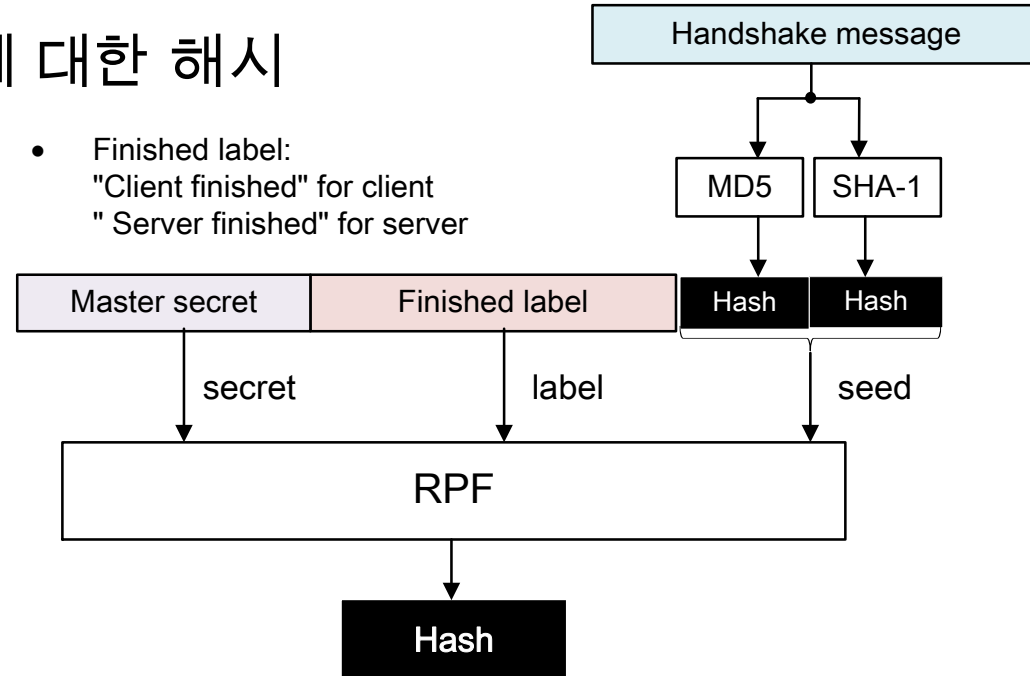 대한 해시
Handshake message
• Finished label:
"Client finished" for client
" Server finished" for server
MD5
SHA-1
Master secret
Finished label
Hash
Hash
secret
label
seed
RPF
Hash